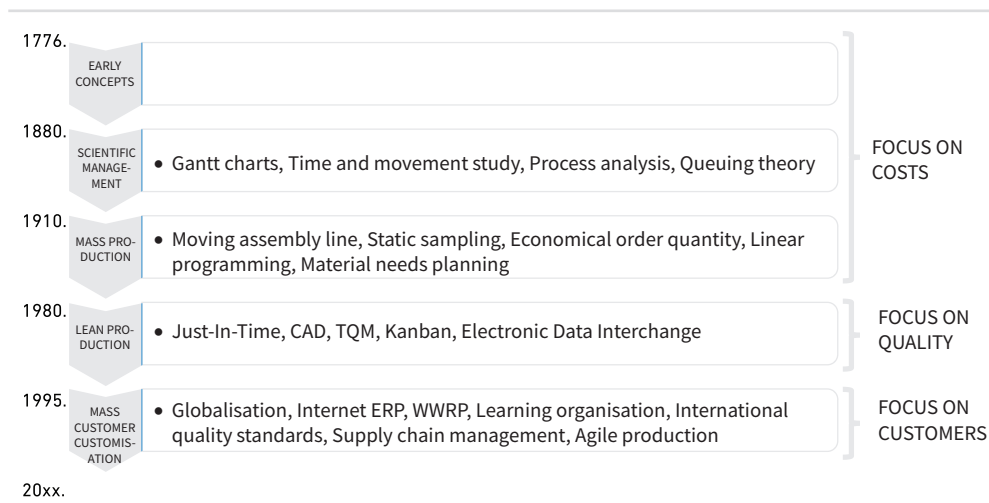 1776.
EARLY
CONCEPTS
1880.
SCIENTIFIC
MANAGE-
MENT
• Gantt charts, Time and movement study, Process analysis, Queuing theory
FOCUS ON
COSTS
1910.
MASS PRO-
DUCTION
• Moving assembly line, Static sampling, Economical order quantity, Linear
programming, Material needs planning
1980.
LEAN PRO-
DUCTION
• Just-In-Time, CAD, TQM, Kanban, Electronic Data Interchange
FOCUS ON
QUALITY
1995.
MASS
CUSTOMER
CUSTOMIS-
ATION
• Globalisation, Internet ERP, WWRP, Learning organisation, International
quality standards, Supply chain management, Agile production
FOCUS ON
CUSTOMERS
20xx.